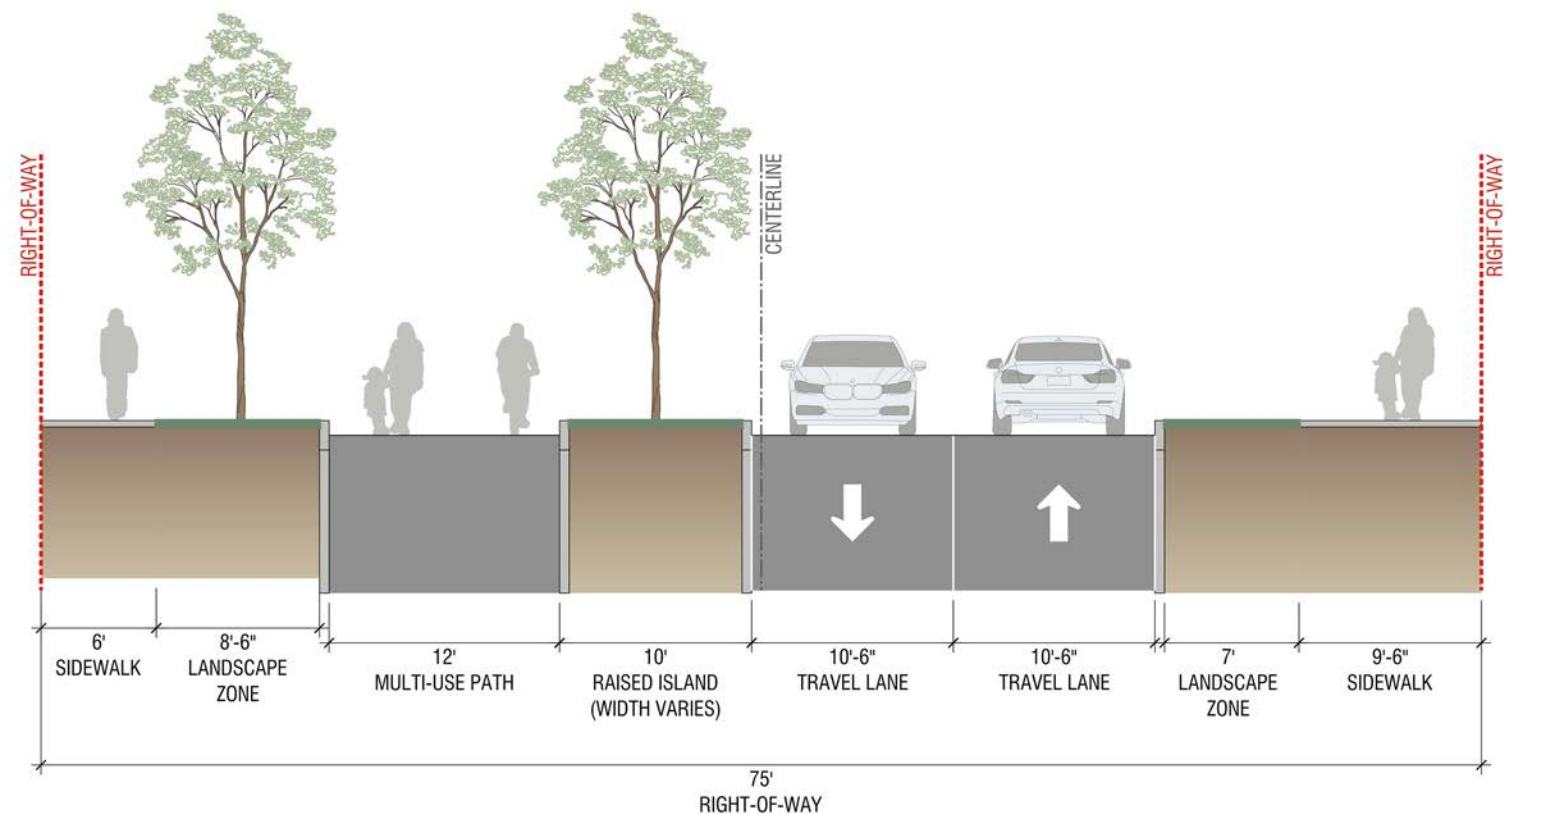 RIGHT-OF-WAY
CENTERLINE
RIGHT-OF-WAY
6'
SIDEWALK
8'-6"
LANDSCAPE
ZONE
12'
MULTI-USE PATH
10'
RAISED ISLAND
(WIDTH VARIES)
10'-6"
TRAVEL LANE
10'-6"
TRAVEL LANE
7'
LANDSCAPE
ZONE
9'-6"
SIDEWALK
75'
RIGHT-OF-WAY